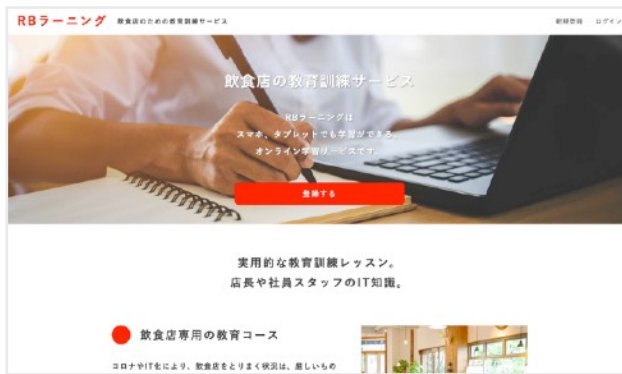 RBラーニング 飲食店のための教育訓練サービス
新規登録 ログイン
飲食店の教育訓練サービス
RBラーニングは
スマホ、タブレットでも学習ができる、
オンライン学習サービスです。
登録する
実用的な教育訓練レッスン。
店長や社員スタッフのIT知識。
飲食店専用の教育コース
コロナやIT化により、飲食店をとりまく状況は、厳しいもの